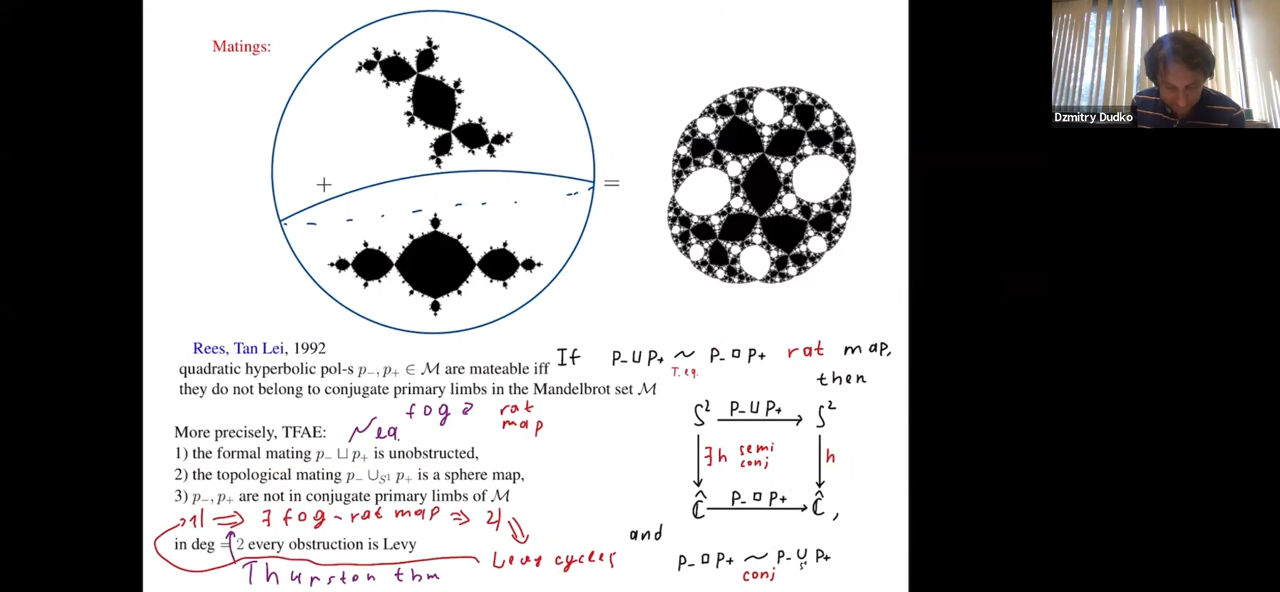 Matings:
Dzmitry Dudko
+
=
Rees, Tan Lei, 1992
quadratic hyperbolic pol-s p₋, p₊ ∈ ℳ are mateable iff
they do not belong to conjugate primary limbs in the Mandelbrot set ℳ
More precisely, TFAE:
1) the formal mating p₋ ⊔ p₊ is unobstructed,
2) the topological mating p₋ ∪_{S¹} p₊ is a sphere map,
3) p₋, p₊ are not in conjugate primary limbs of ℳ
1) ⟹ ∃ fog ~ rat map ⟹ 2)
in deg = 2 every obstruction is Levy
Levy cycles
Thurston thm
If P₋ ⊔ P₊ ~ P₋ □ P₊ rat map,
T. eq.
then
S² P₋ ⊔ P₊ S²
∃h semi conj
h
Ĉ P₋ □ P₊ Ĉ,
and
P₋ □ P₊ ~ P₋ ∪_{S¹} P₊
conj
rat
map
eq.